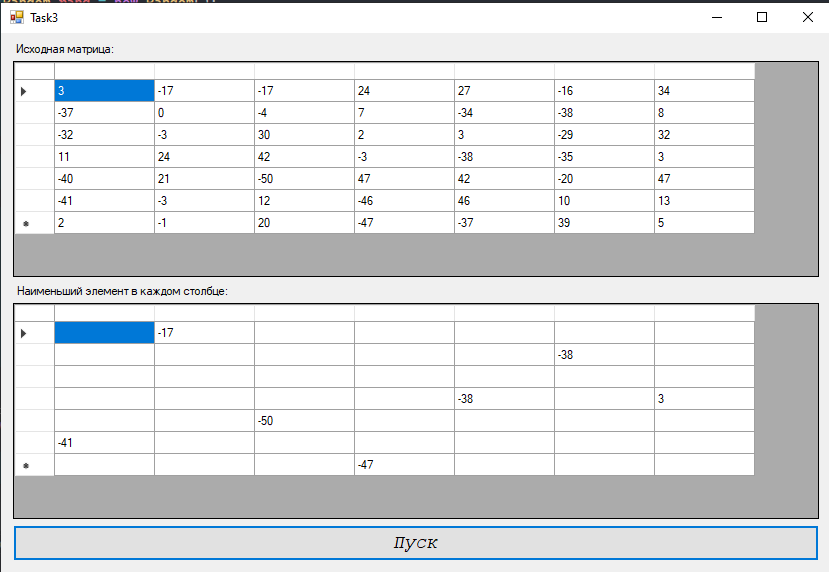 Task3
Исходная матрица:
3 -17 -17 24 27 -16 34
-37 0 -4 7 -34 -38 8
-32 -3 30 2 3 -29 32
11 24 42 -3 -38 -35 3
-40 21 -50 47 42 -20 47
-41 -3 12 -46 46 10 13
2 -1 20 -47 -37 39 5
Наименьший элемент в каждом столбце:
-17
-38
-38 3
-50
-41
-47
Пуск